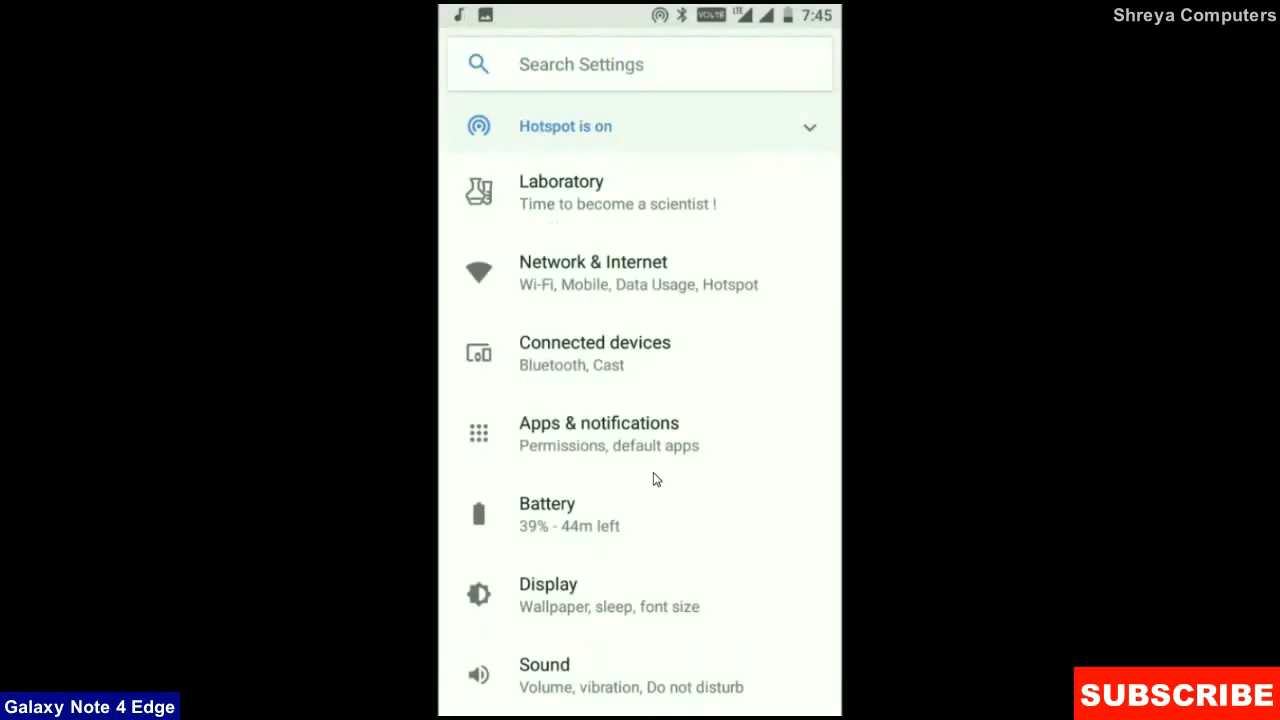 Shreya Computers
VOLTE LTE 7:45
Search Settings
Hotspot is on
Laboratory
Time to become a scientist !
Network & Internet
Wi-Fi, Mobile, Data Usage, Hotspot
Connected devices
Bluetooth, Cast
Apps & notifications
Permissions, default apps
Battery
39% - 44m left
Display
Wallpaper, sleep, font size
Sound
Volume, vibration, Do not disturb
Galaxy Note 4 Edge
SUBSCRIBE